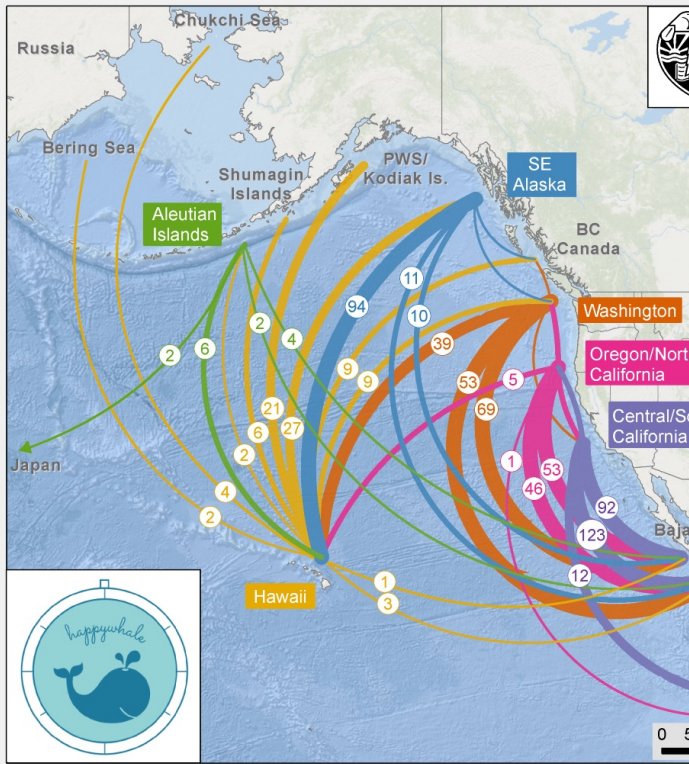 Chukchi Sea
Russia
Bering Sea
Shumagin
Islands
PWS/
Kodiak Is.
SE
Alaska
BC
Canada
Aleutian
Islands
Washington
Oregon/Nort
California
Central/So
California
Baja
Japan
Hawaii
11
94
10
2
4
39
2
6
9
9
5
53
69
21
6
27
2
1
53
46
92
123
4
2
12
1
3
happywhale
0 5